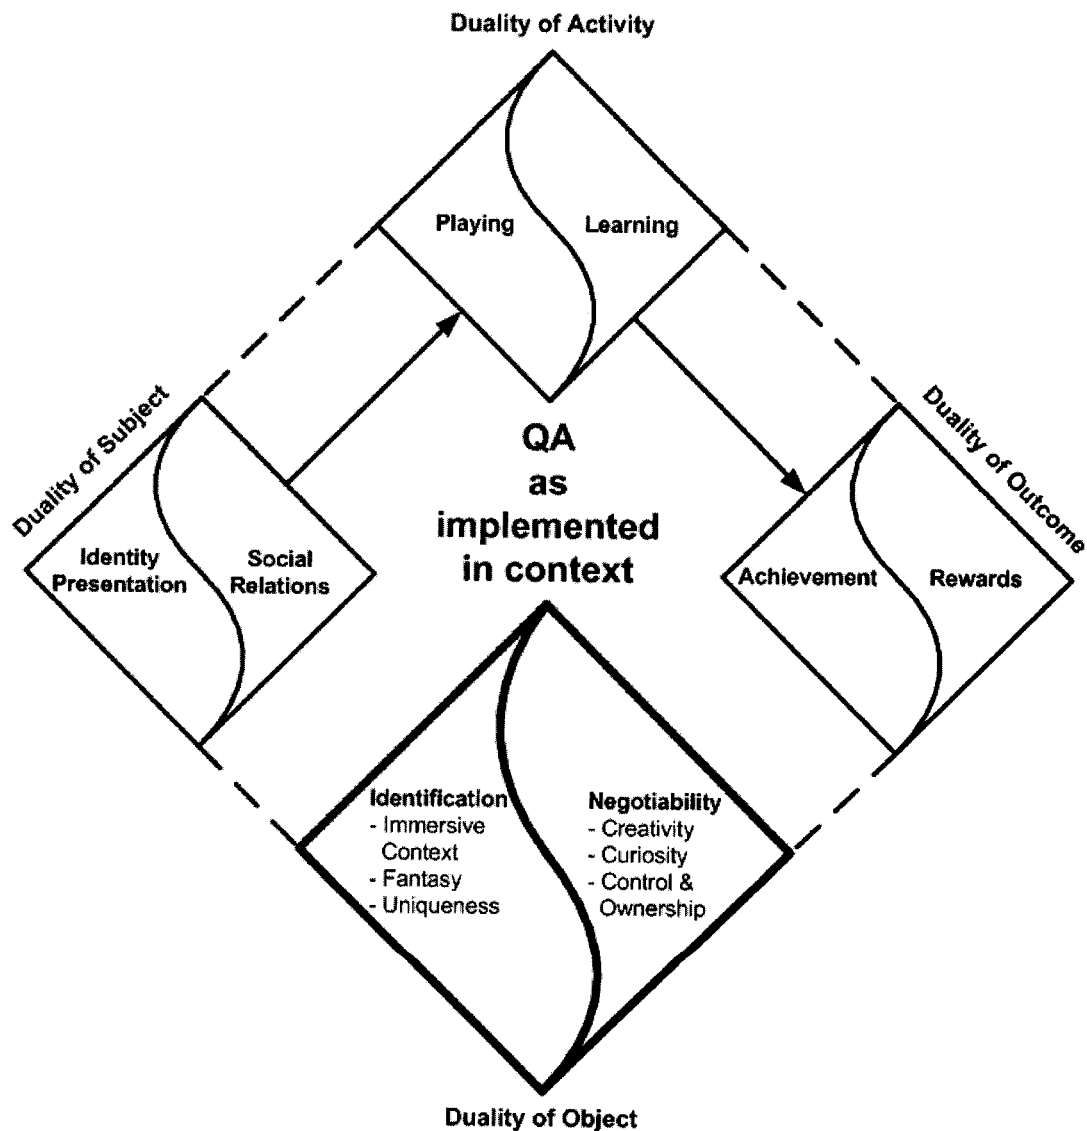 Duality of Activity
Playing
Learning
Duality of Subject
Duality of Outcome
QA
as
implemented
in context
Identity
Presentation
Social
Relations
Achievement
Rewards
Identification
- Immersive
Context
- Fantasy
- Uniqueness
Negotiability
- Creativity
- Curiosity
- Control &
Ownership
Duality of Object